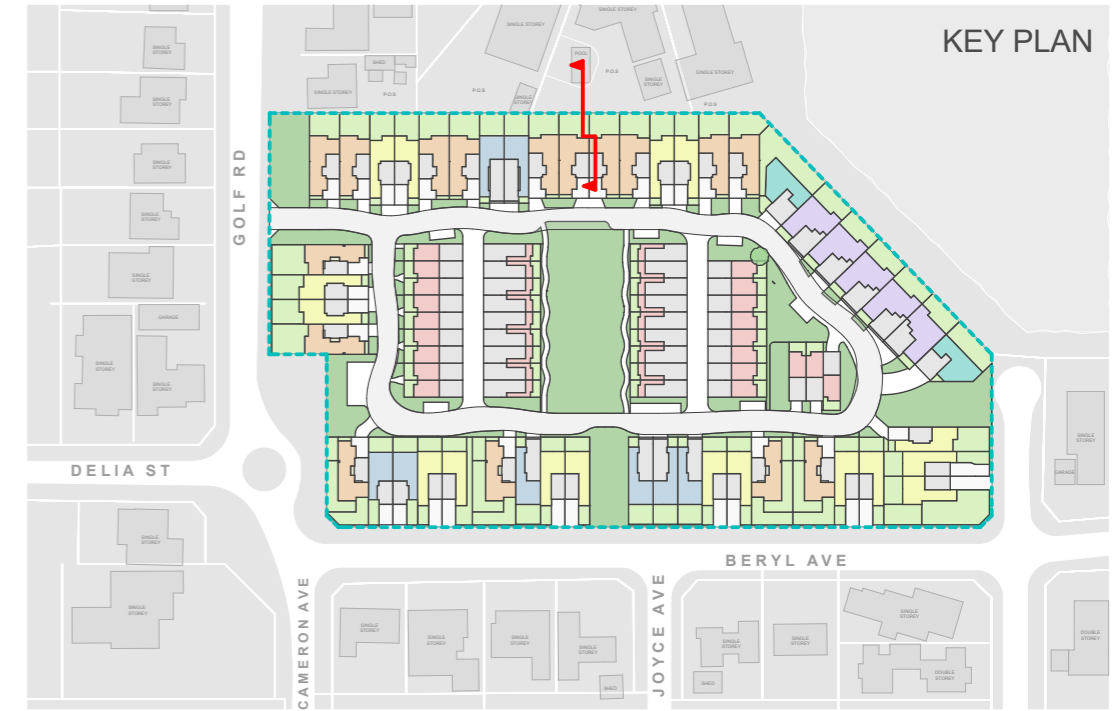 KEY PLAN
SINGLE STOREY
SINGLE STOREY
SINGLE
STOREY
POOL
SHED
SINGLE
STOREY
SINGLE STOREY
SINGLE
STOREY
SINGLE STOREY
P.O.S
P.O.S
P.O.S
P.O.S
SINGLE
STOREY
SINGLE
STOREY
GOLF RD
SINGLE
STOREY
SINGLE
STOREY
SINGLE
STOREY
GARAGE
SINGLE
STOREY
SINGLE
STOREY
SINGLE
STOREY
GARAGE
DELIA ST
SINGLE
STOREY
BERYL AVE
SINGLE
STOREY
CAMERON AVE
JOYCE AVE
SINGLE
STOREY
SINGLE
STOREY
SINGLE
STOREY
SINGLE
STOREY
SHED
SINGLE
STOREY
SHED
SINGLE
STOREY
SINGLE
STOREY
DOUBLE
STOREY
DOUBLE
STOREY